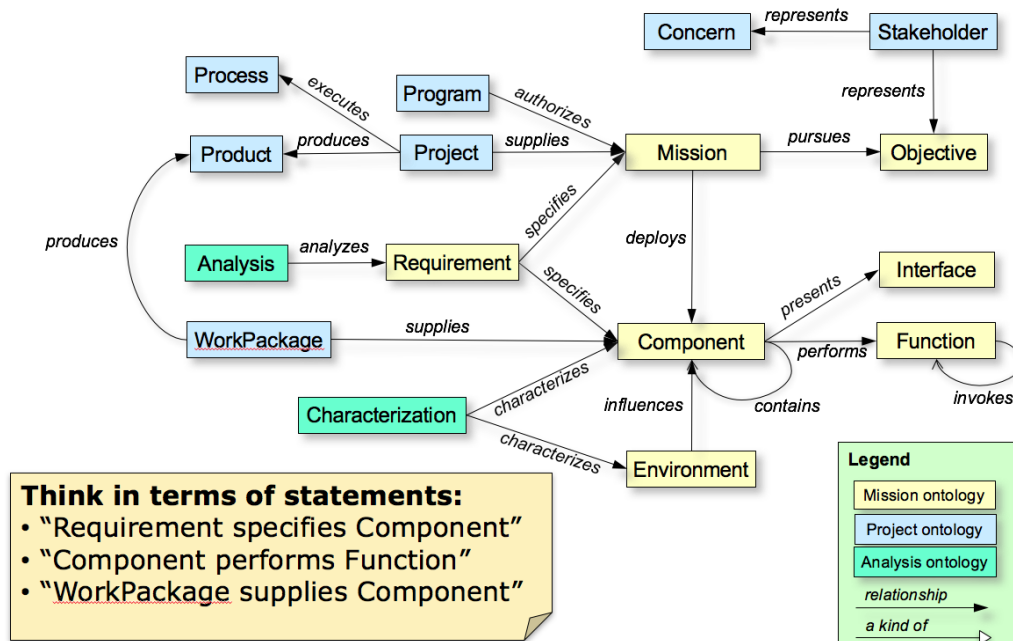 represents
Concern
Stakeholder
Process
executes
Program
authorizes
represents
Product
produces
Project
supplies
Mission
pursues
Objective
specifies
produces
deploys
Analysis
analyzes
Requirement
Interface
specifies
presents
WorkPackage
supplies
Component
performs
Function
characterizes
influences
contains
invokes
Characterization
characterizes
Environment
Think in terms of statements:
• “Requirement specifies Component”
• “Component performs Function”
• “WorkPackage supplies Component”
Legend
Mission ontology
Project ontology
Analysis ontology
relationship
a kind of